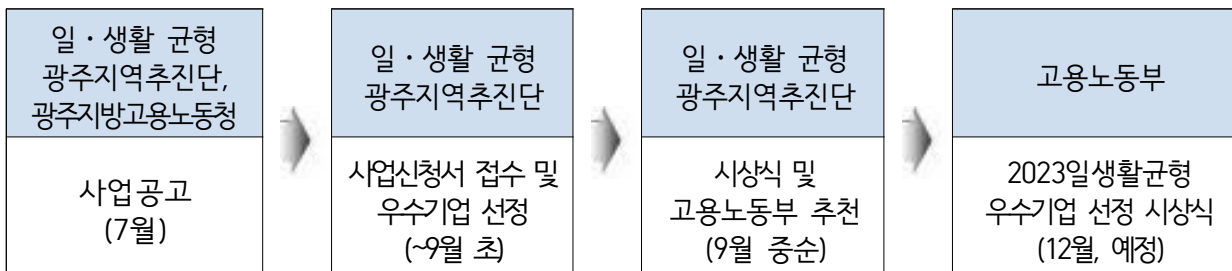 일 · 생활 균형
광주지역추진단,
광주지방고용노동청
사업공고
(7월)
일 · 생활 균형
광주지역추진단
사업신청서 접수 및
우수기업 선정
(~9월 초)
일 · 생활 균형
광주지역추진단
시상식 및
고용노동부 추천
(9월 중순)
고용노동부
2023일생활균형
우수기업 선정 시상식
(12월, 예정)